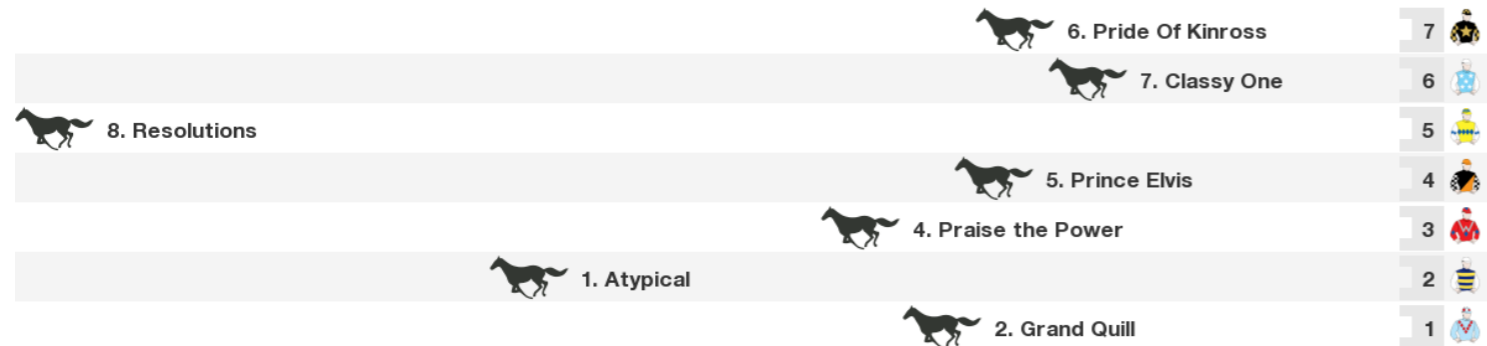 6. Pride Of Kinross 7
7. Classy One 6
8. Resolutions 5
5. Prince Elvis 4
4. Praise the Power 3
1. Atypical 2
2. Grand Quill 1